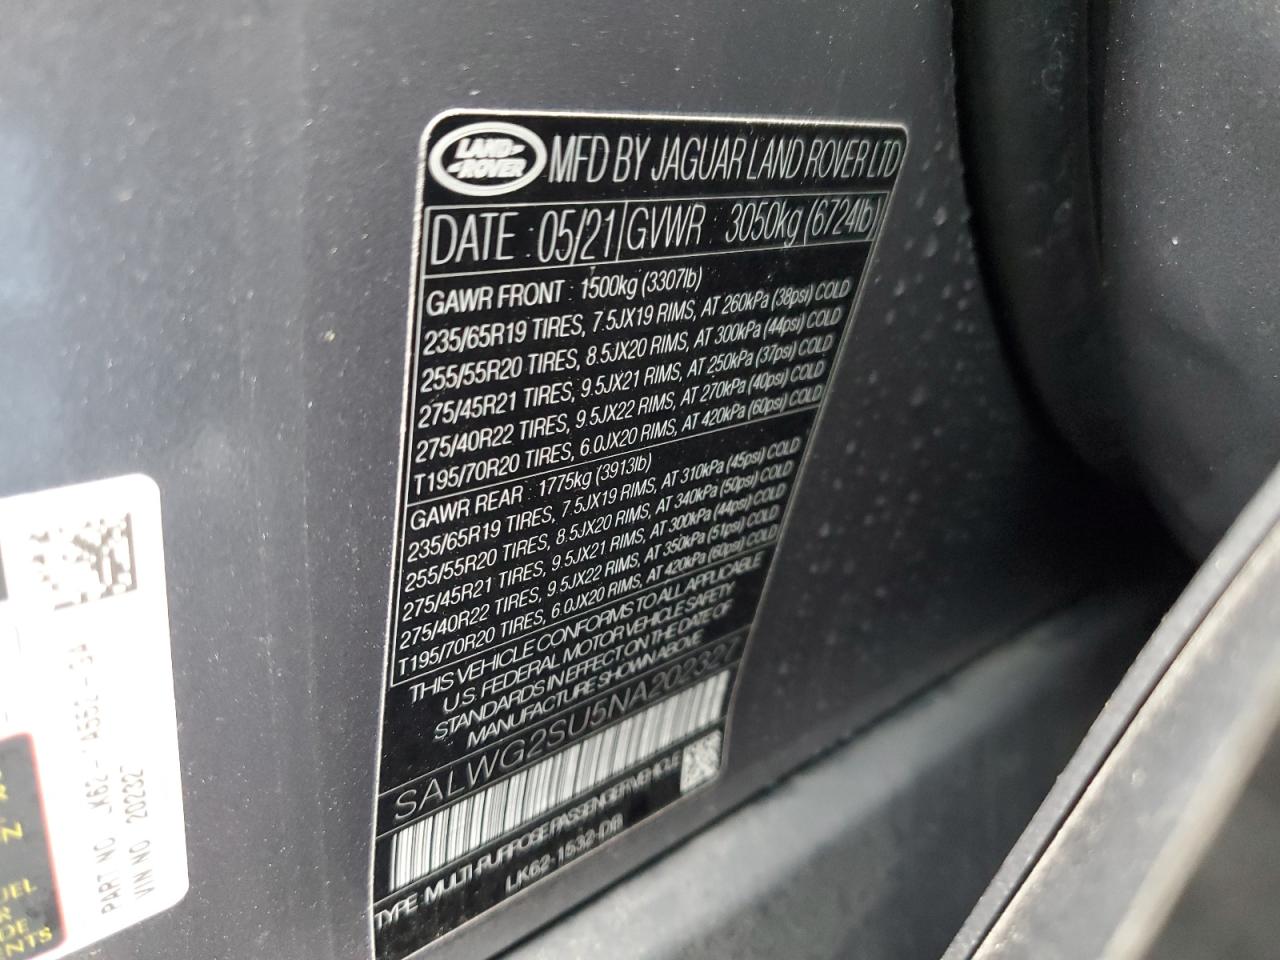 LAND-
-ROVER
MFD BY JAGUAR LAND ROVER LTD
DATE : 05/21 GVWR : 3050kg (6724lb)
GAWR FRONT : 1500kg (3307lb)
235/65R19 TIRES, 7.5JX19 RIMS, AT 260kPa (38psi) COLD
255/55R20 TIRES, 8.5JX20 RIMS, AT 300kPa (44psi) COLD
275/45R21 TIRES, 9.5JX21 RIMS, AT 250kPa (37psi) COLD
275/40R22 TIRES, 9.5JX22 RIMS, AT 270kPa (40psi) COLD
T195/70R20 TIRES, 6.0JX20 RIMS, AT 420kPa (60psi) COLD
GAWR REAR : 1775kg (3913lb)
235/65R19 TIRES, 7.5JX19 RIMS, AT 310kPa (45psi) COLD
255/55R20 TIRES, 8.5JX20 RIMS, AT 340kPa (50psi) COLD
275/45R21 TIRES, 9.5JX21 RIMS, AT 300kPa (44psi) COLD
275/40R22 TIRES, 9.5JX22 RIMS, AT 350kPa (51psi) COLD
T195/70R20 TIRES, 6.0JX20 RIMS, AT 420kPa (60psi) COLD
THIS VEHICLE CONFORMS TO ALL APPLICABLE
U.S. FEDERAL MOTOR VEHICLE SAFETY
STANDARDS IN EFFECT ON THE DATE OF
MANUFACTURE SHOWN ABOVE
SALWG2SU5NA202327
TYPE : MULTI-PURPOSE PASSENGER VEHICLE
LK62-1532-DB
PART NO
VIN NO 202327